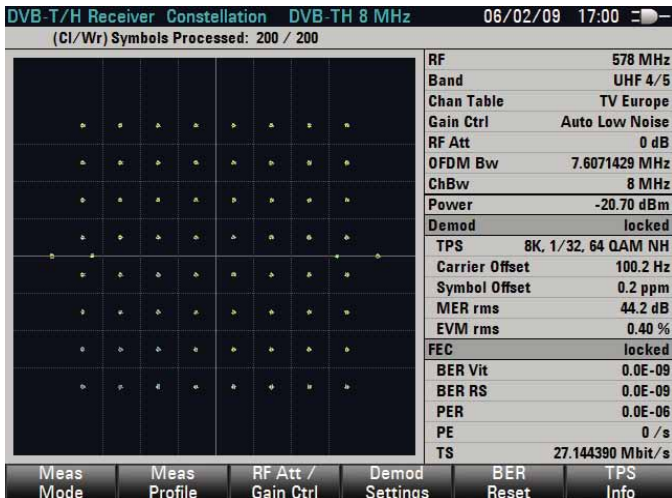 DVB-T/H Receiver Constellation DVB-TH 8 MHz 06/02/09 17:00
(Cl/Wr) Symbols Processed: 200 / 200
RF 578 MHz
Band UHF 4/5
Chan Table TV Europe
Gain Ctrl Auto Low Noise
RF Att 0 dB
OFDM Bw 7.6071429 MHz
ChBw 8 MHz
Power -20.70 dBm
Demod locked
TPS 8K, 1/32, 64 QAM NH
Carrier Offset 100.2 Hz
Symbol Offset 0.2 ppm
MER rms 44.2 dB
EVM rms 0.40 %
FEC locked
BER Vit 0.0E-09
BER RS 0.0E-09
PER 0.0E-06
PE 0 /s
TS 27.144390 Mbit/s
Meas Mode
Meas Profile
RF Att / Gain Ctrl
Demod Settings
BER Reset
TPS Info